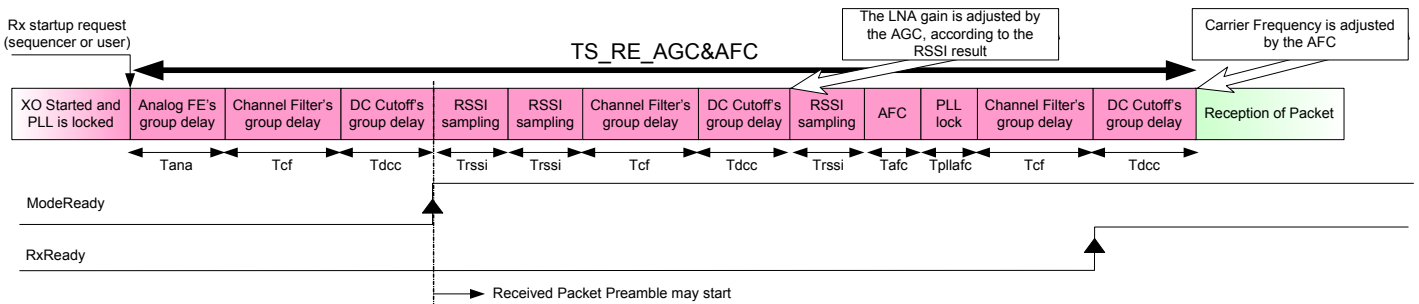 Rx startup request
(sequencer or user)
TS_RE_AGC&AFC
The LNA gain is adjusted by
the AGC, according to the
RSSI result
Carrier Frequency is adjusted
by the AFC
XO Started and
PLL is locked
Analog FE's
group delay
Channel Filter's
group delay
DC Cutoff's
group delay
RSSI
sampling
RSSI
sampling
Channel Filter's
group delay
DC Cutoff's
group delay
RSSI
sampling
AFC
PLL
lock
Channel Filter's
group delay
DC Cutoff's
group delay
Reception of Packet
Tana
Tcf
Tdcc
Trssi
Trssi
Tcf
Tdcc
Trssi
Tafc
Tpllafc
Tcf
Tdcc
ModeReady
RxReady
Received Packet Preamble may start